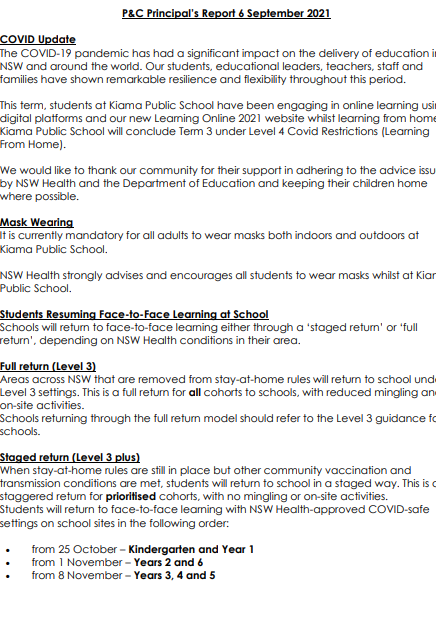 P&C Principal's Report 6 September 2021
COVID Update
The COVID-19 pandemic has had a significant impact on the delivery of education i
NSW and around the world. Our students, educational leaders, teachers, staff and
families have shown remarkable resilience and flexibility throughout this period.
This term, students at Kiama Public School have been engaging in online learning usi
digital platforms and our new Learning Online 2021 website whilst learning from home
Kiama Public School will conclude Term 3 under Level 4 Covid Restrictions (Learning
From Home).
We would like to thank our community for their support in adhering to the advice issu
by NSW Health and the Department of Education and keeping their children home
where possible.
Mask Wearing
It is currently mandatory for all adults to wear masks both indoors and outdoors at
Kiama Public School.
NSW Health strongly advises and encourages all students to wear masks whilst at Kiar
Public School.
Students Resuming Face-to-Face Learning at School
Schools will return to face-to-face learning either through a 'staged return' or 'full
return', depending on NSW Health conditions in their area.
Full return (Level 3)
Areas across NSW that are removed from stay-at-home rules will return to school unde
Level 3 settings. This is a full return for all cohorts to schools, with reduced mingling an
on-site activities.
Schools returning through the full return model should refer to the Level 3 guidance fo
schools.
Staged return (Level 3 plus)
When stay-at-home rules are still in place but other community vaccination and
transmission conditions are met, students will return to school in a staged way. This is a
staggered return for prioritised cohorts, with no mingling or on-site activities.
Students will return to face-to-face learning with NSW Health-approved COVID-safe
settings on school sites in the following order:
• from 25 October – Kindergarten and Year 1
• from 1 November – Years 2 and 6
• from 8 November – Years 3, 4 and 5